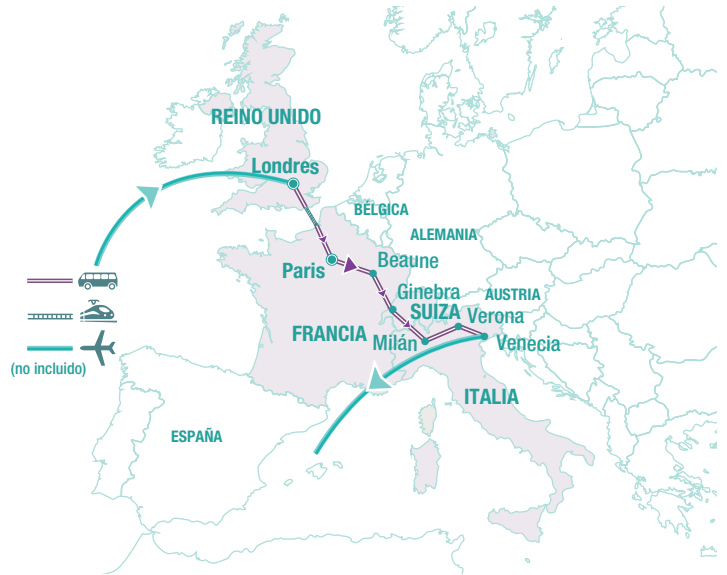 REINO UNIDO
Londres
BÉLGICA
ALEMANIA
Paris
Beaune
Ginebra
AUSTRIA
SUIZA
Verona
FRANCIA
Milán
Venecia
(no incluido)
ITALIA
ESPAÑA